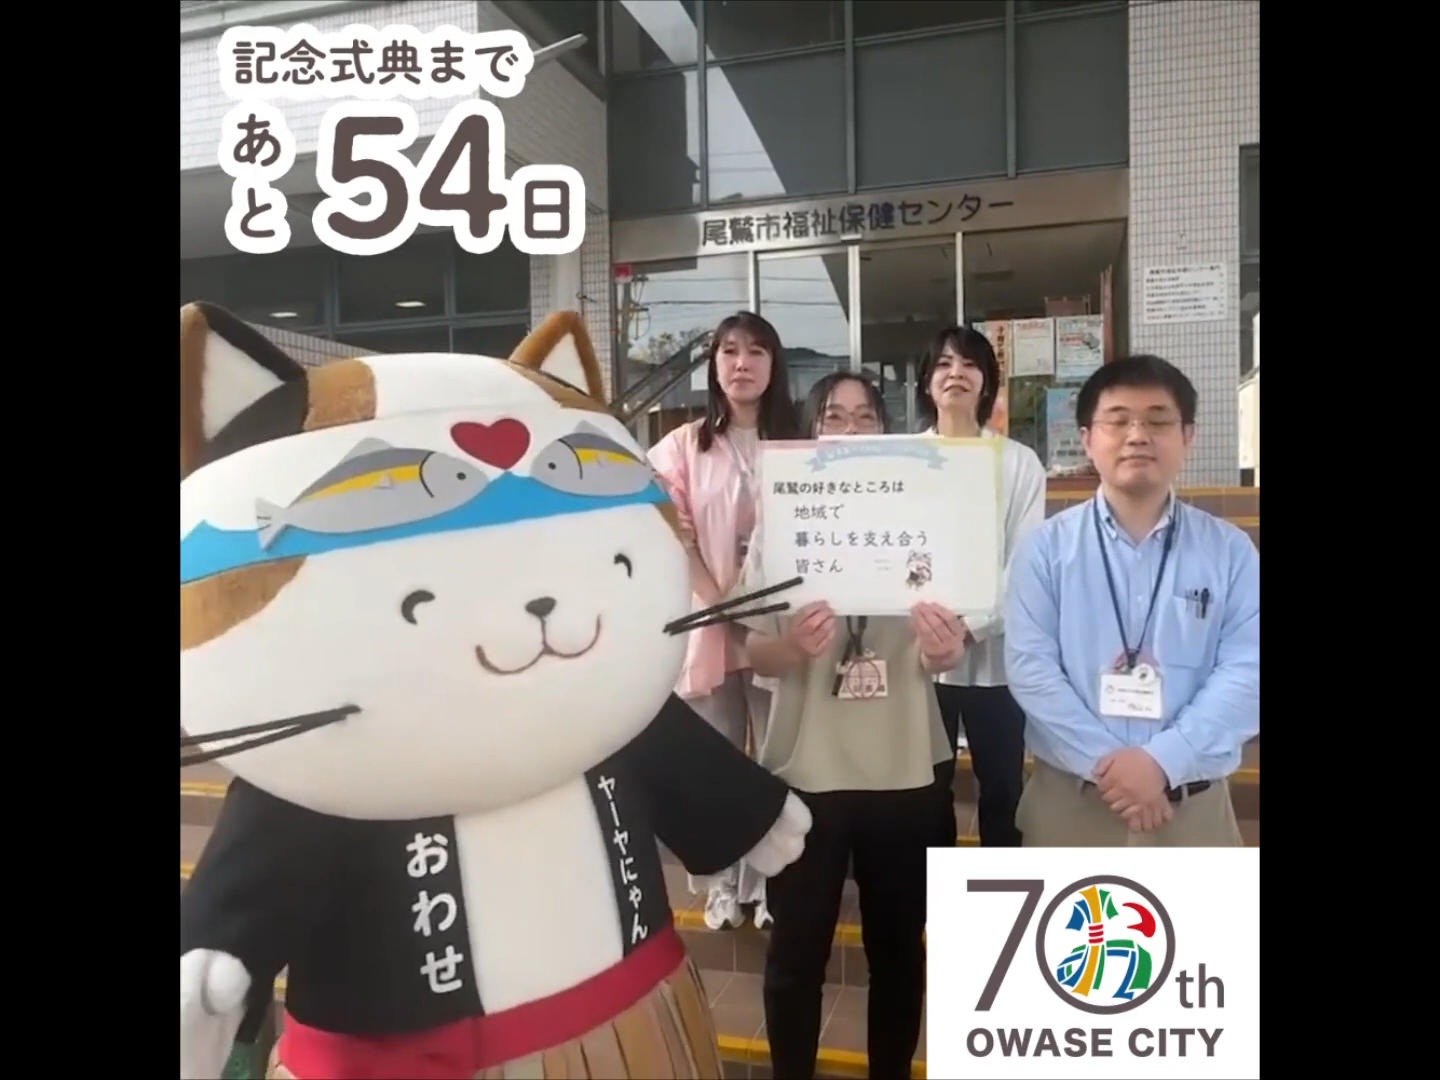 記念式典まで
あと54日
尾鷲市福祉保健センター
尾鷲の好きなところは
地域で
暮らしを支え合う
皆さん
おわせ
ヤーヤにゃん
70th
OWASE CITY